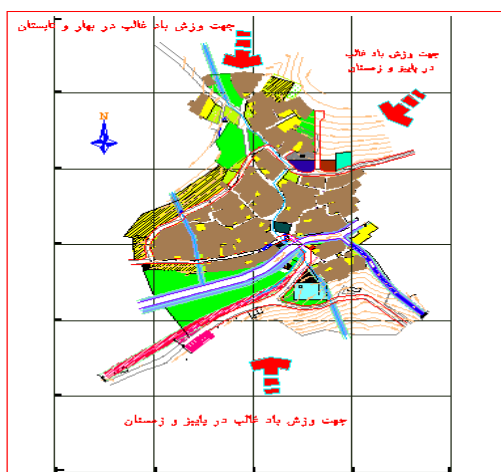 جهت وزش باد غالب در بهار و تابستان
جهت وزش باد غالب
در پاییز و زمستان
N
جهت وزش باد غالب در پاییز و زمستان